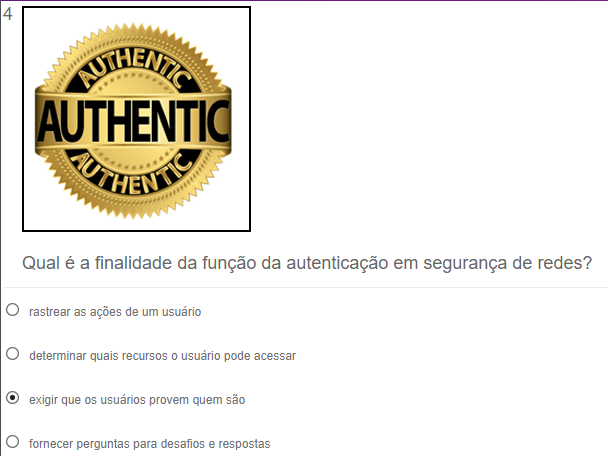 4
AUTHENTIC
AUTHENTIC
AUTHENTIC
Qual é a finalidade da função da autenticação em segurança de redes?
rastrear as ações de um usuário
determinar quais recursos o usuário pode acessar
exigir que os usuários provem quem são
fornecer perguntas para desafios e respostas